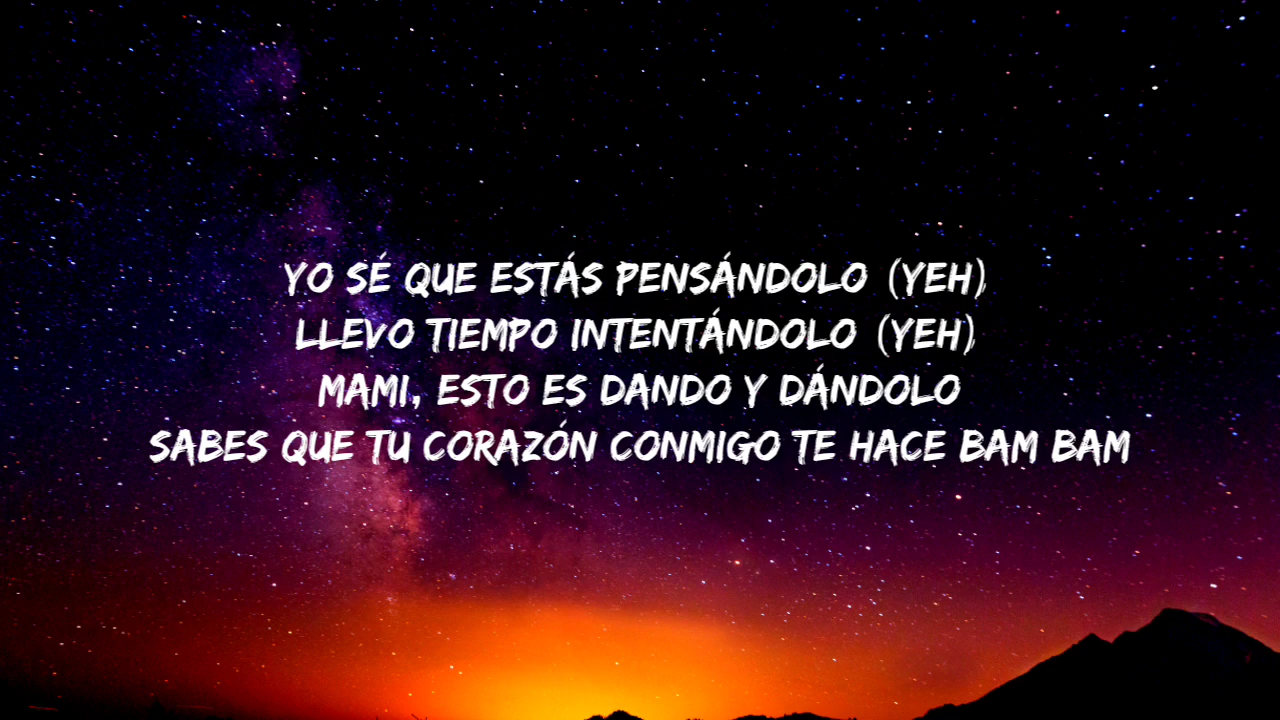 YO SÉ QUE ESTÁS PENSÁNDOLO (YEH)
LLEVO TIEMPO INTENTÁNDOLO (YEH)
MAMI, ESTO ES DANDO Y DÁNDOLO
SABES QUE TU CORAZÓN CONMIGO TE HACE BAM BAM